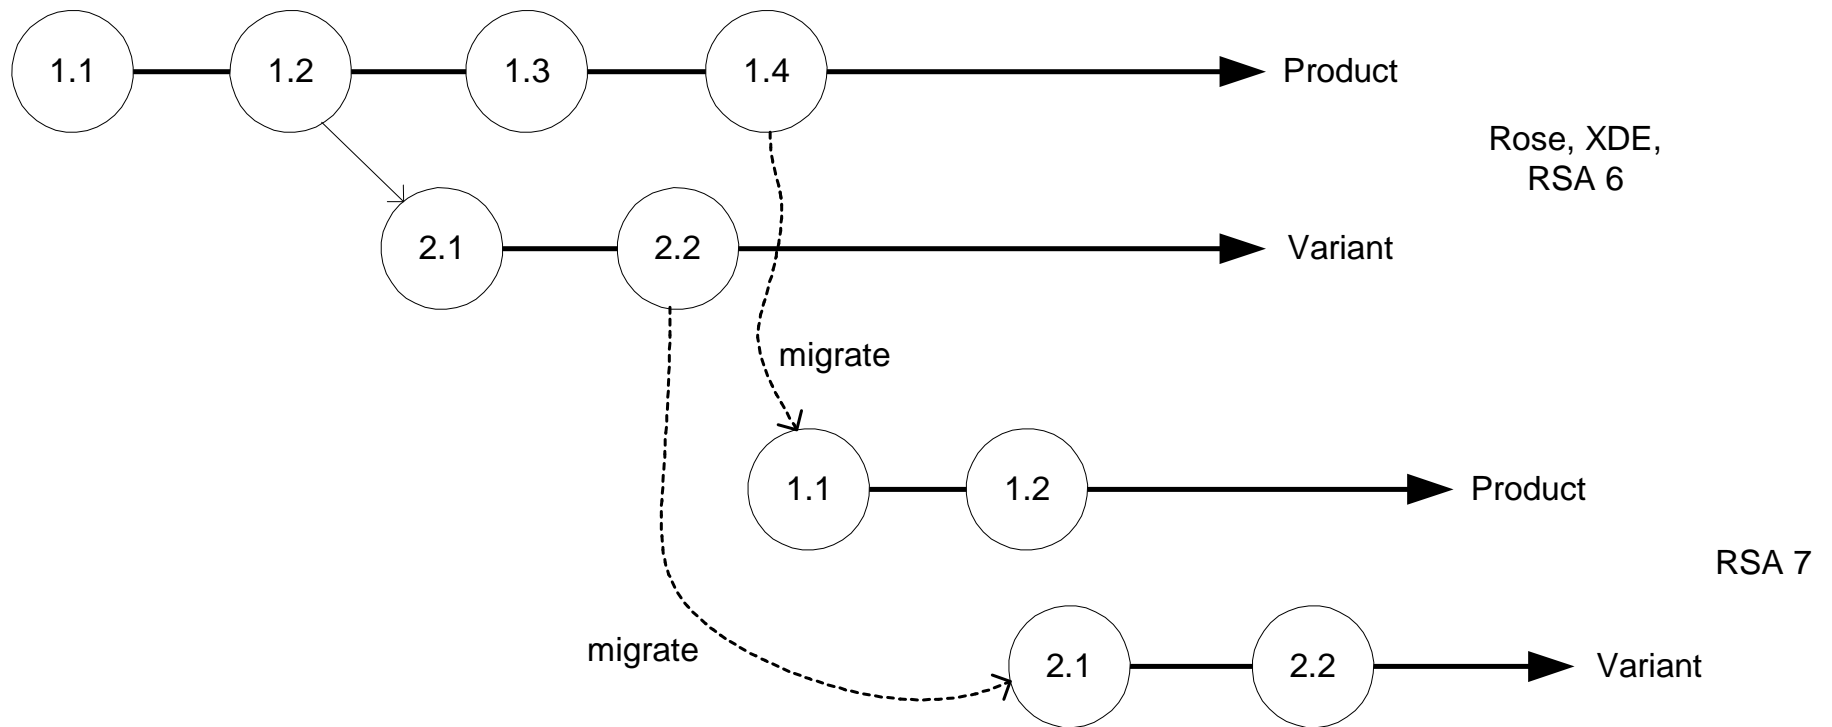 1.1
1.2
1.3
1.4
Product
Rose, XDE,
RSA 6
2.1
2.2
Variant
migrate
1.1
1.2
Product
RSA 7
migrate
2.1
2.2
Variant